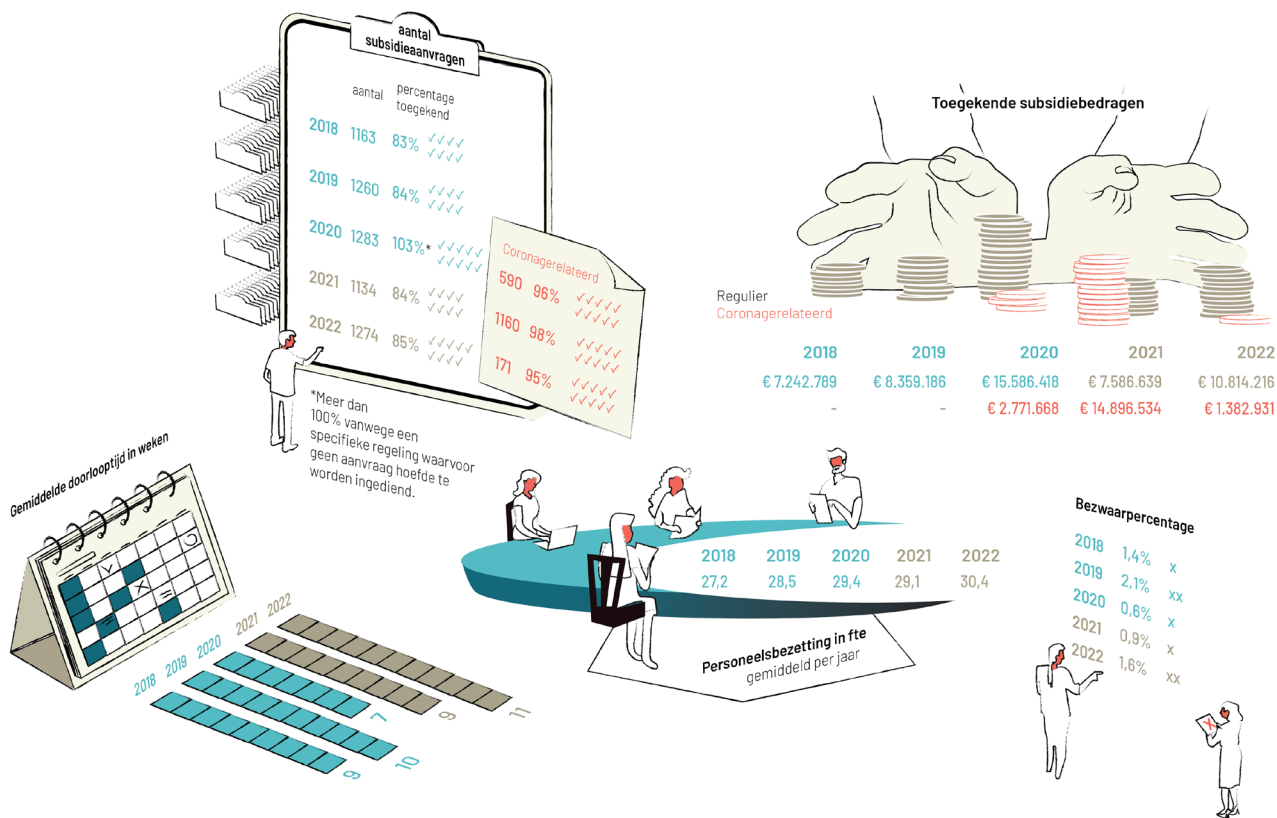 aantal
subsidieaanvragen
aantal percentage
toegekend
2018 1163 83%
2019 1260 84%
2020 1283 103%*
2021 1134 84%
2022 1274 85%
Coronagerelateerd
590 96%
1160 98%
171 95%
*Meer dan
100% vanwege een
specifieke regeling waarvoor
geen aanvraag hoefde te
worden ingediend.
Toegekende subsidiebedragen
Regulier
Coronagerelateerd
2018 2019 2020 2021 2022
€ 7.242.789 € 8.359.186 € 15.586.418 € 7.586.639 € 10.814.216
- - € 2.771.668 € 14.896.534 € 1.382.931
Gemiddelde doorlooptijd in weken
2018 2019 2020 2021 2022
9 10 7 9 11
2018 2019 2020 2021 2022
27,2 28,5 29,4 29,1 30,4
Personeelsbezetting in fte
gemiddeld per jaar
Bezwaarpercentage
2018 1,4% x
2019 2,1% xx
2020 0,6% x
2021 0,9% x
2022 1,6% xx